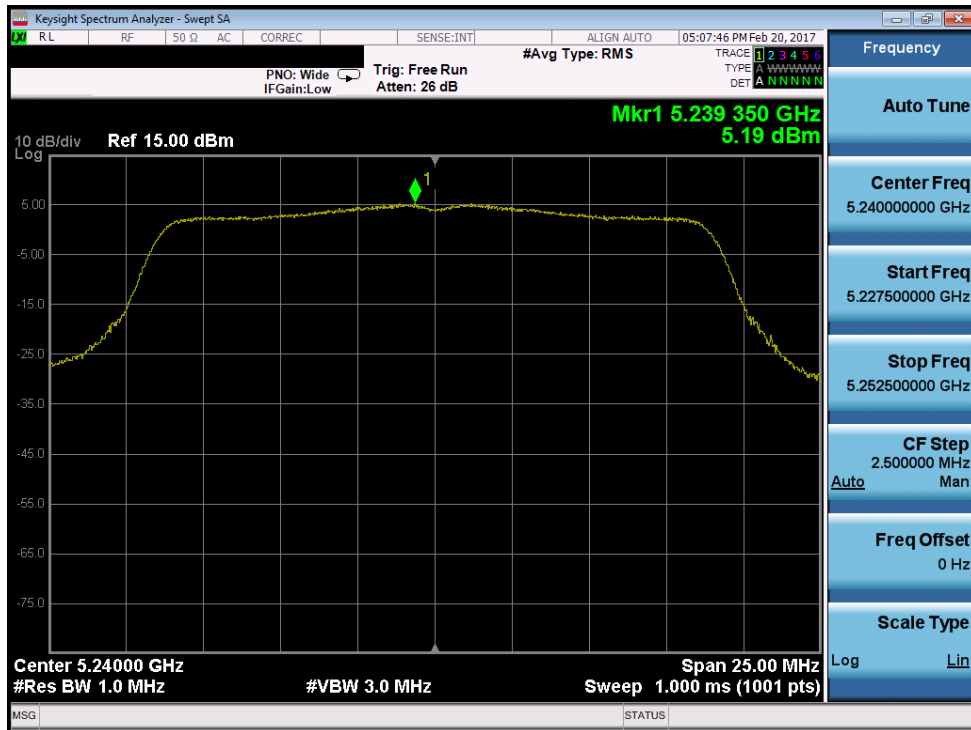 Keysight Spectrum Analyzer - Swept SA
LXI RL RF 50 Ω AC CORREC SENSE:INT ALIGN AUTO 05:07:46 PM Feb 20, 2017
#Avg Type: RMS TRACE 1 2 3 4 5 6
PNO: Wide Trig: Free Run TYPE A WWWWW
IFGain:Low Atten: 26 dB DET A N N N N N
Mkr1 5.239 350 GHz
5.19 dBm
10 dB/div Ref 15.00 dBm
Log
1
5.00
-5.00
-15.0
-25.0
-35.0
-45.0
-55.0
-65.0
-75.0
Center 5.24000 GHz Span 25.00 MHz
#Res BW 1.0 MHz #VBW 3.0 MHz Sweep 1.000 ms (1001 pts)
MSG STATUS
Frequency
Auto Tune
Center Freq
5.240000000 GHz
Start Freq
5.227500000 GHz
Stop Freq
5.252500000 GHz
CF Step
2.500000 MHz
Auto Man
Freq Offset
0 Hz
Scale Type
Log Lin